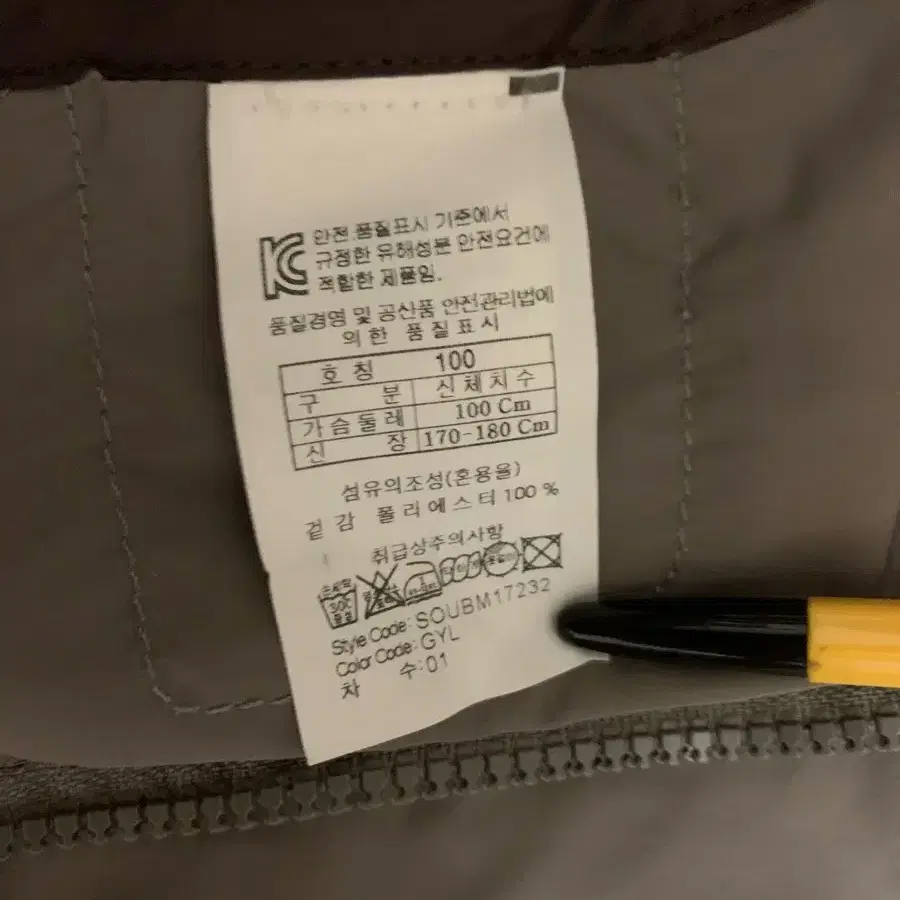 안전.품질표시 기준에서
규정한 유해성분 안전요건에
적합한 제품임.
품질경영 및 공산품 안전관리법에
의한 품질표시
호칭 100
구분 신체치수
가슴둘레 100 Cm
신장 170-180 Cm
섬유의조성(혼용율)
겉감 폴리에스터 100 %
취급상주의사항
Style Code: SOUBM17232
Color Code: GYL
차 수: 01